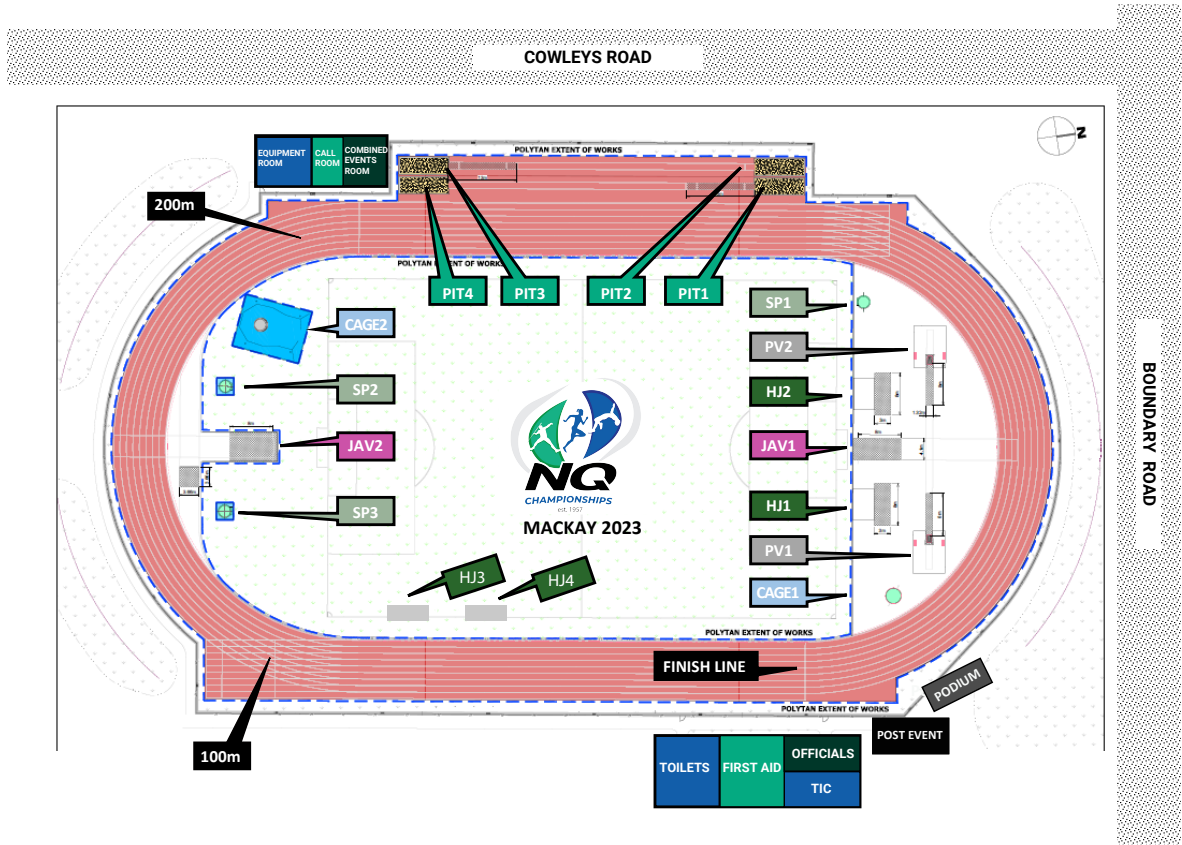 COWLEYS ROAD
N
EQUIPMENT
ROOM
CALL
ROOM
COMBINED
EVENTS
ROOM
POLYTAN EXTENT OF WORKS
200m
POLYTAN EXTENT OF WORKS
PIT4
PIT3
PIT2
PIT1
SP1
CAGE2
PV2
SP2
HJ2
JAV2
JAV1
BOUNDARY ROAD
NQ
CHAMPIONSHIPS
est. 1957
MACKAY 2023
SP3
HJ1
PV1
HJ3
HJ4
CAGE1
POLYTAN EXTENT OF WORKS
FINISH LINE
PODIUM
POLYTAN EXTENT OF WORKS
100m
POST EVENT
TOILETS
FIRST AID
OFFICIALS
TIC